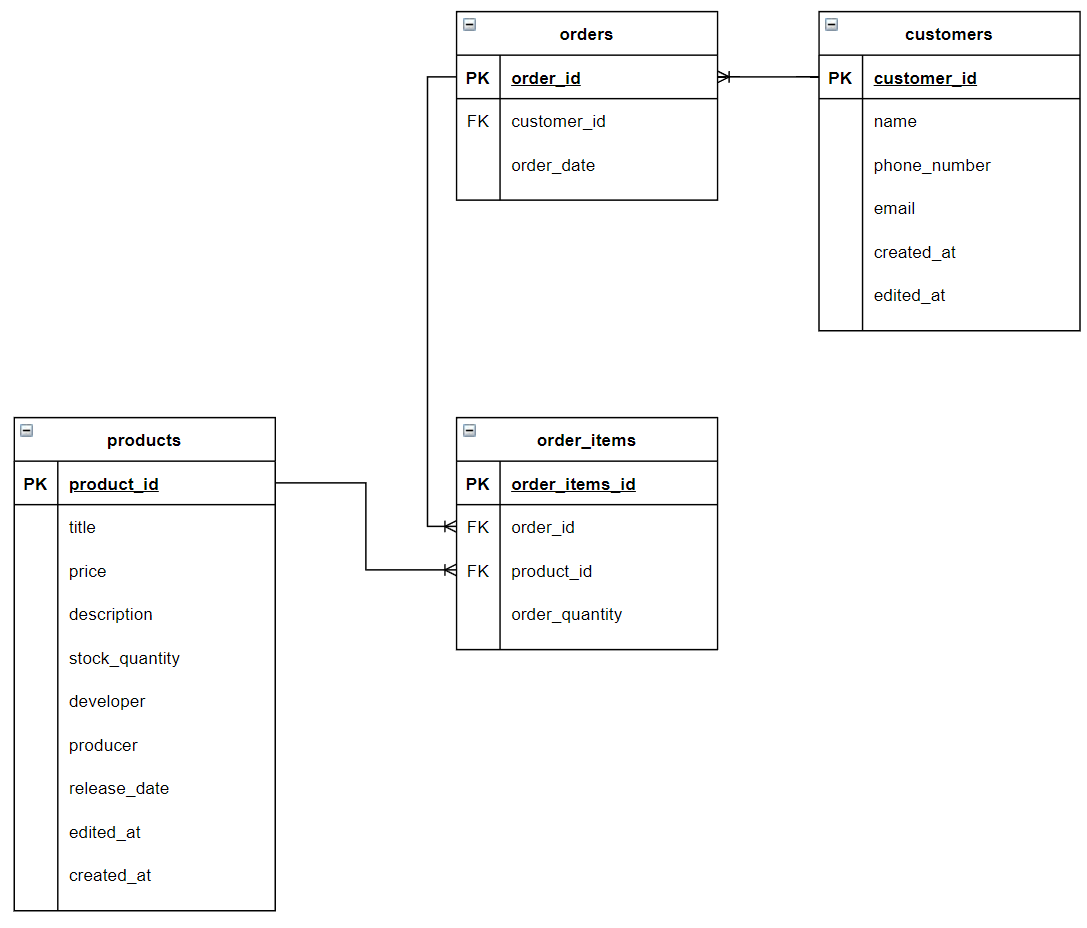 orders
PK order_id
FK customer_id
order_date
customers
PK customer_id
name
phone_number
email
created_at
edited_at
products
PK product_id
title
price
description
stock_quantity
developer
producer
release_date
edited_at
created_at
order_items
PK order_items_id
FK order_id
FK product_id
order_quantity